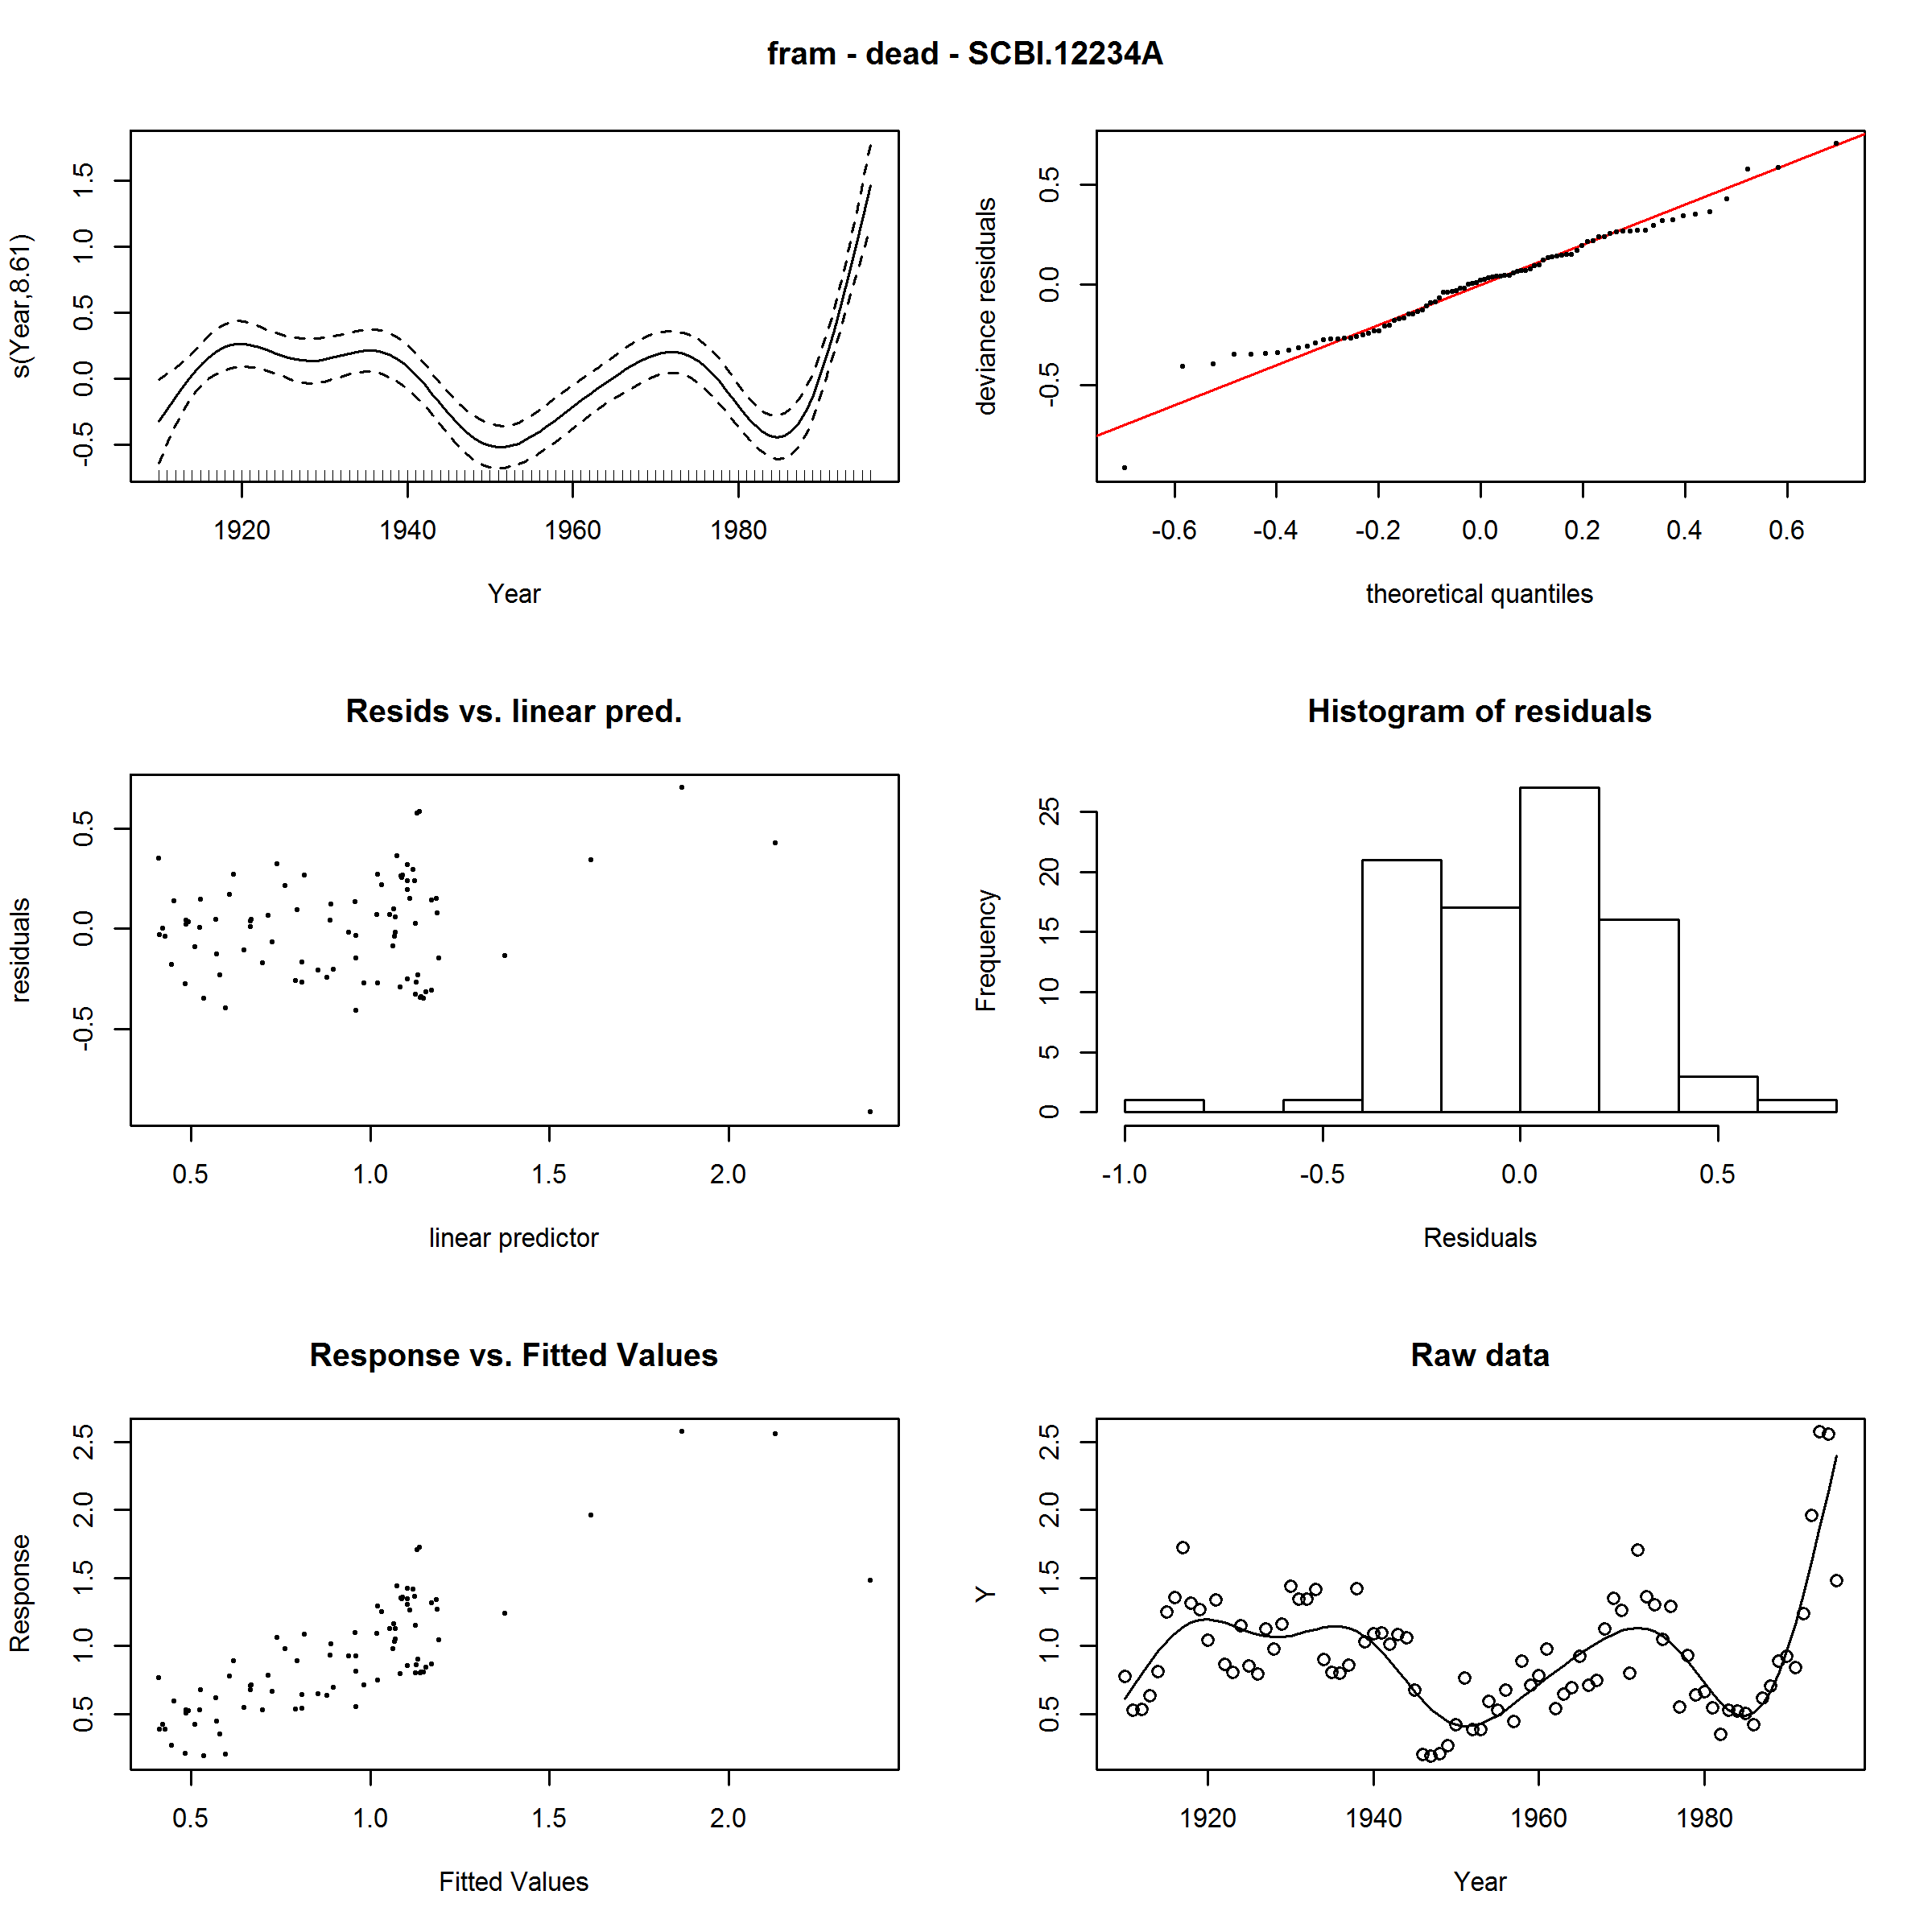 fram - dead - SCBI.12234A
s(Year,8.61)
1.5
1.0
0.5
0.0
-0.5
1920 1940 1960 1980
Year
deviance residuals
0.5
0.0
-0.5
-0.6 -0.4 -0.2 0.0 0.2 0.4 0.6
theoretical quantiles
Resids vs. linear pred.
residuals
0.5
0.0
-0.5
0.5 1.0 1.5 2.0
linear predictor
Histogram of residuals
Frequency
25
20
15
10
5
0
-1.0 -0.5 0.0 0.5
Residuals
Response vs. Fitted Values
Response
2.5
2.0
1.5
1.0
0.5
0.5 1.0 1.5 2.0
Fitted Values
Raw data
Y
2.5
2.0
1.5
1.0
0.5
1920 1940 1960 1980
Year